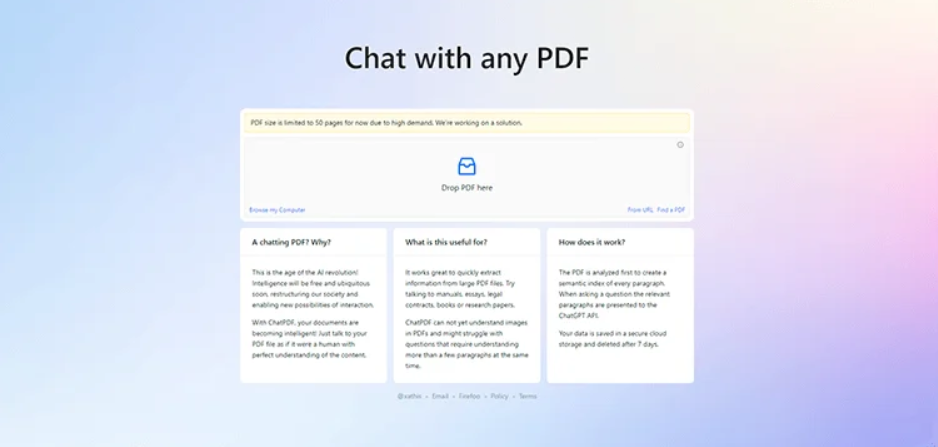 Chat with any PDF
PDF size is limited to 50 pages for now due to high demand. We're working on a solution.
Drop PDF here
Browse my Computer
From URL Find a PDF
A chatting PDF? Why?
This is the age of the AI revolution!
Intelligence will be free and ubiquitous
soon, restructuring our society and
enabling new possibilities of interaction.
With ChatPDF, your documents are
becoming intelligent! Just talk to your
PDF file as if it were a human with
perfect understanding of the content.
What is this useful for?
It works great to quickly extract
information from large PDF files. Try
talking to manuals, essays, legal
contracts, books or research papers.
ChatPDF can not yet understand images
in PDFs and might struggle with
questions that require understanding
more than a few paragraphs at the same
time.
How does it work?
The PDF is analyzed first to create a
semantic index of every paragraph.
When asking a question the relevant
paragraphs are presented to the
ChatGPT API.
Your data is saved in a secure cloud
storage and deleted after 7 days.
• Email • • Policy • Terms